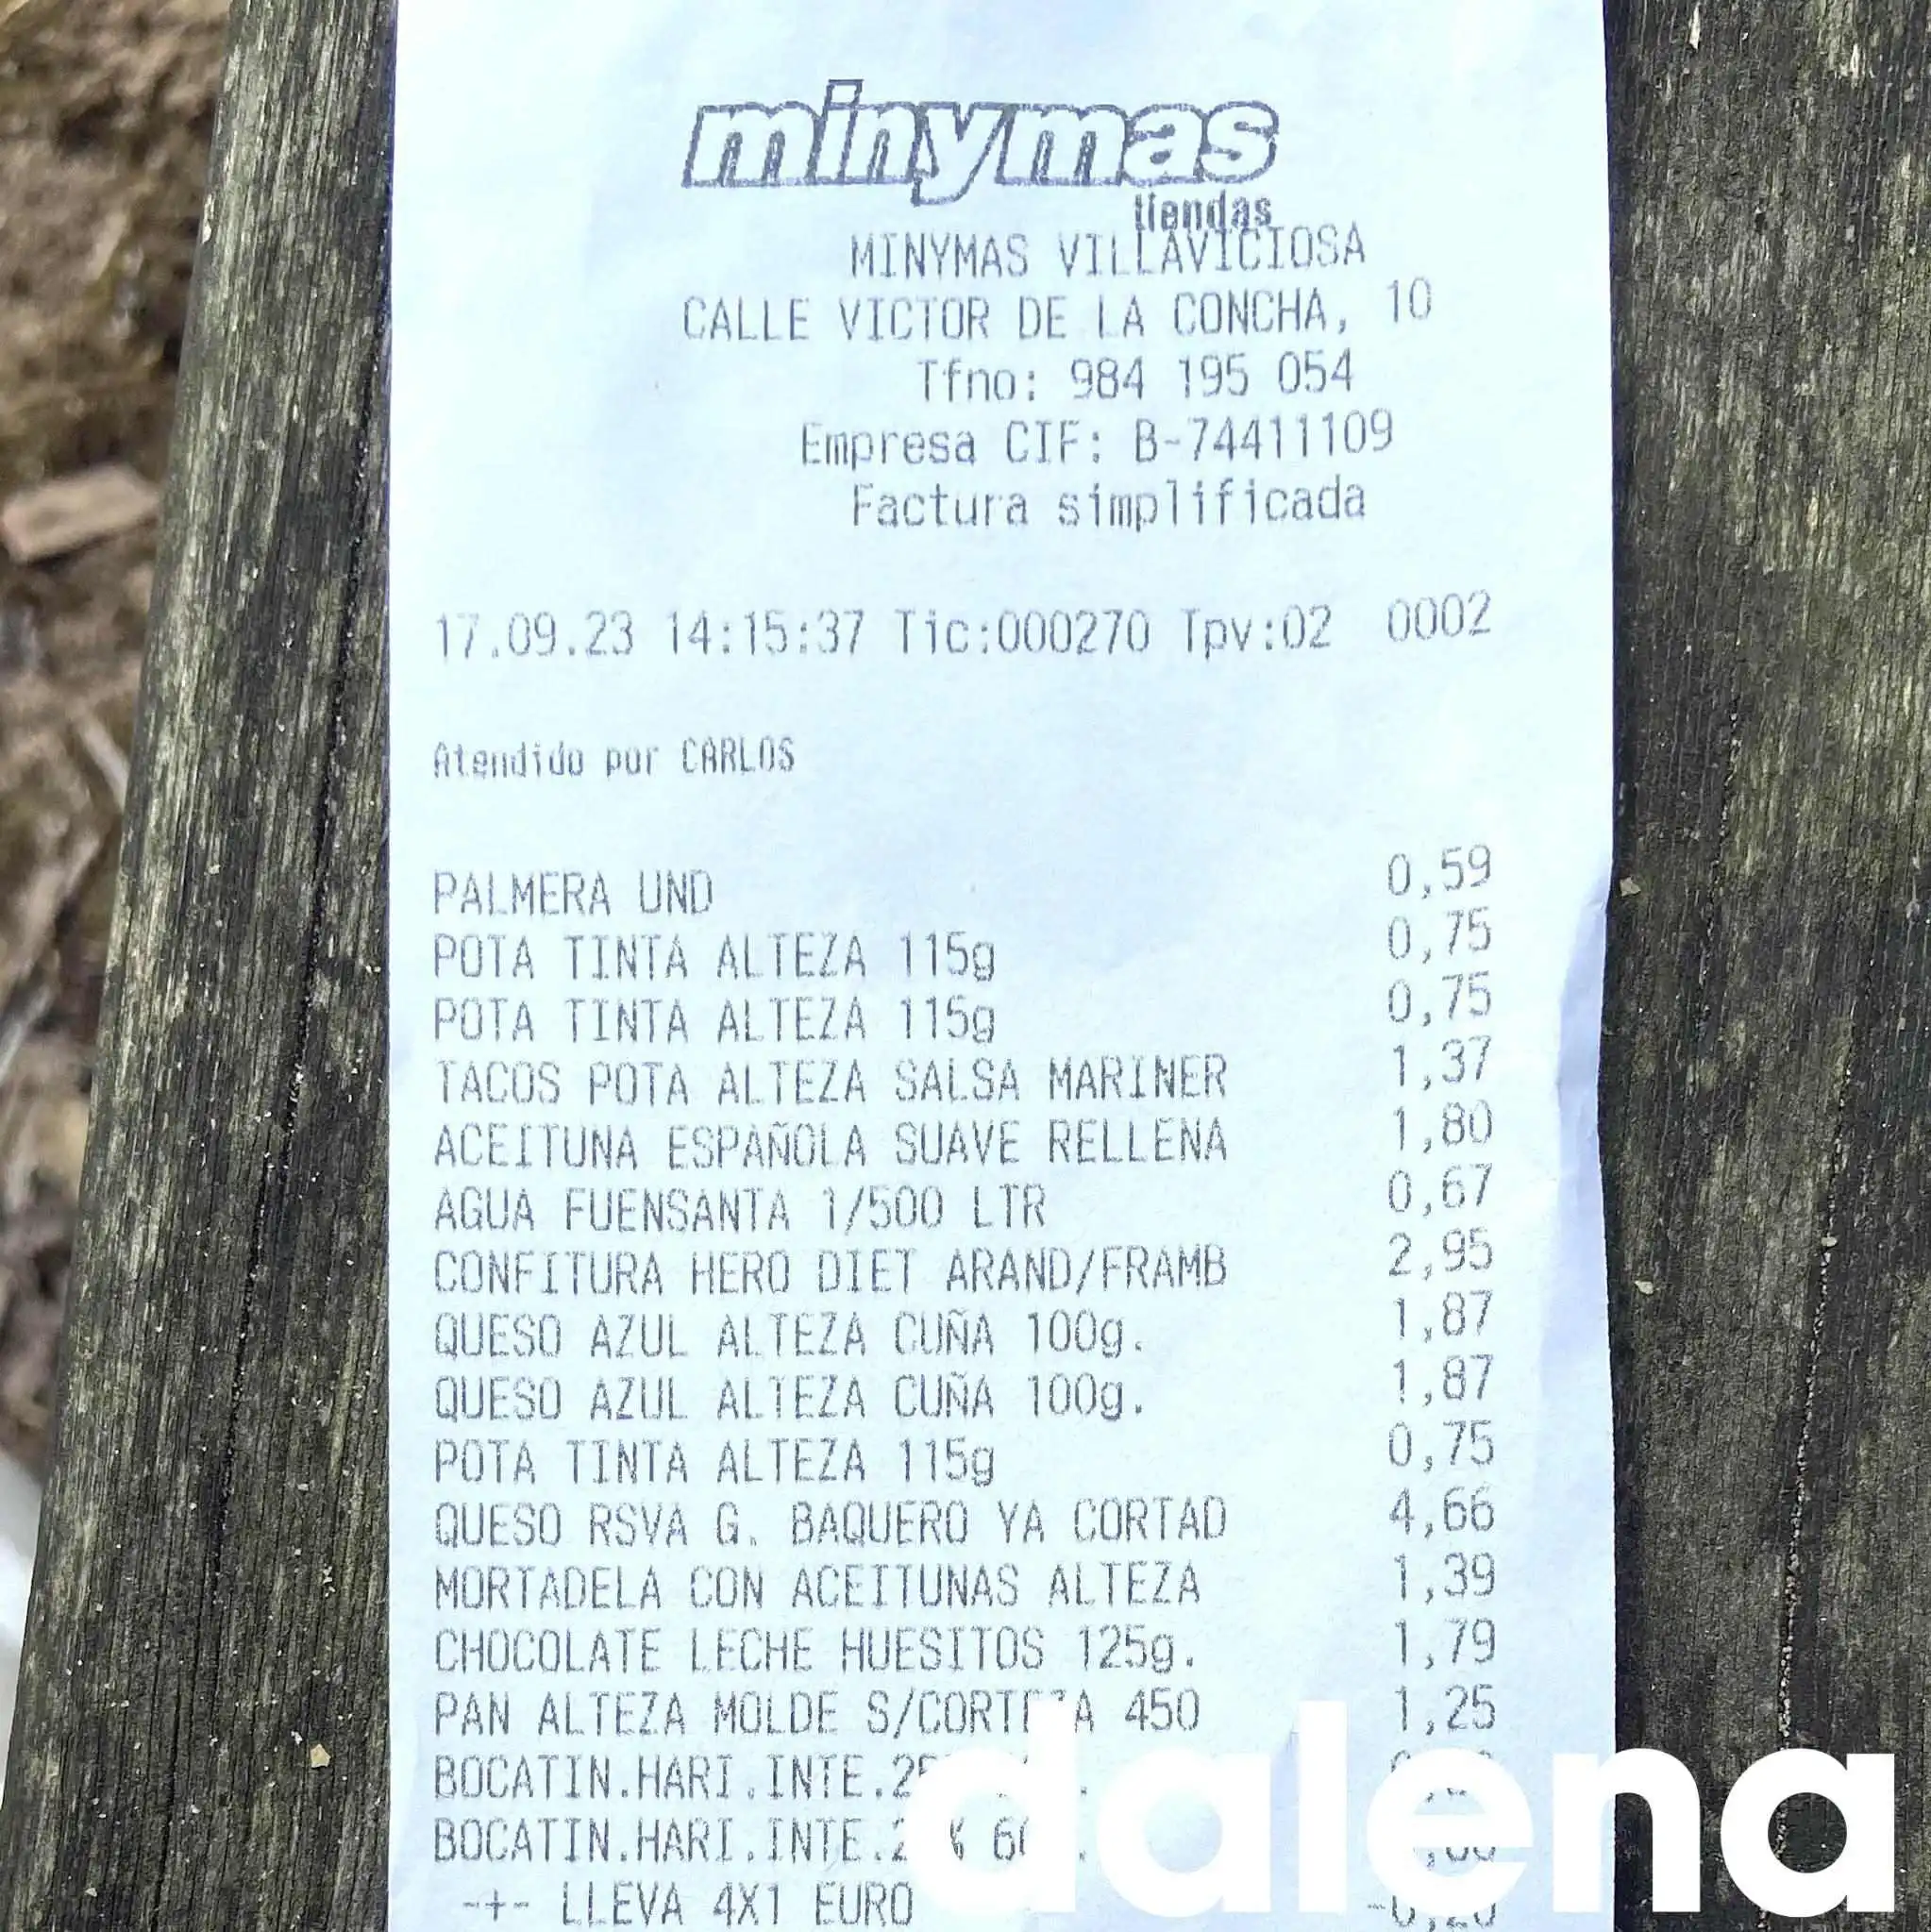 minymas
tiendas
MINYMAS VILLAVICIOSA
CALLE VICTOR DE LA CONCHA, 10
Tfno: 984 195 054
Empresa CIF: B-74411109
Factura simplificada
17.09.23 14:15:37 Tic:000270 Tpv:02 0002
Atendido por CARLOS
PALMERA UND 0,59
POTA TINTA ALTEZA 115g 0,75
POTA TINTA ALTEZA 115g 0,75
TACOS POTA ALTEZA SALSA MARINER 1,37
ACEITUNA ESPAÑOLA SUAVE RELLENA 1,80
AGUA FUENSANTA 1/500 LTR 0,67
CONFITURA HERO DIET ARAND/FRAMB 2,95
QUESO AZUL ALTEZA CUÑA 100g. 1,87
QUESO AZUL ALTEZA CUÑA 100g. 1,87
POTA TINTA ALTEZA 115g 0,75
QUESO RSVA G. BAQUERO YA CORTAD 4,66
MORTADELA CON ACEITUNAS ALTEZA 1,39
CHOCOLATE LECHE HUESITOS 125g. 1,79
PAN ALTEZA MOLDE 450 1,25
BOCATIN.HARI.INTE.
BOCATIN.HARI.INTE.
-+- LLEVA 4X1 EURO
dalena